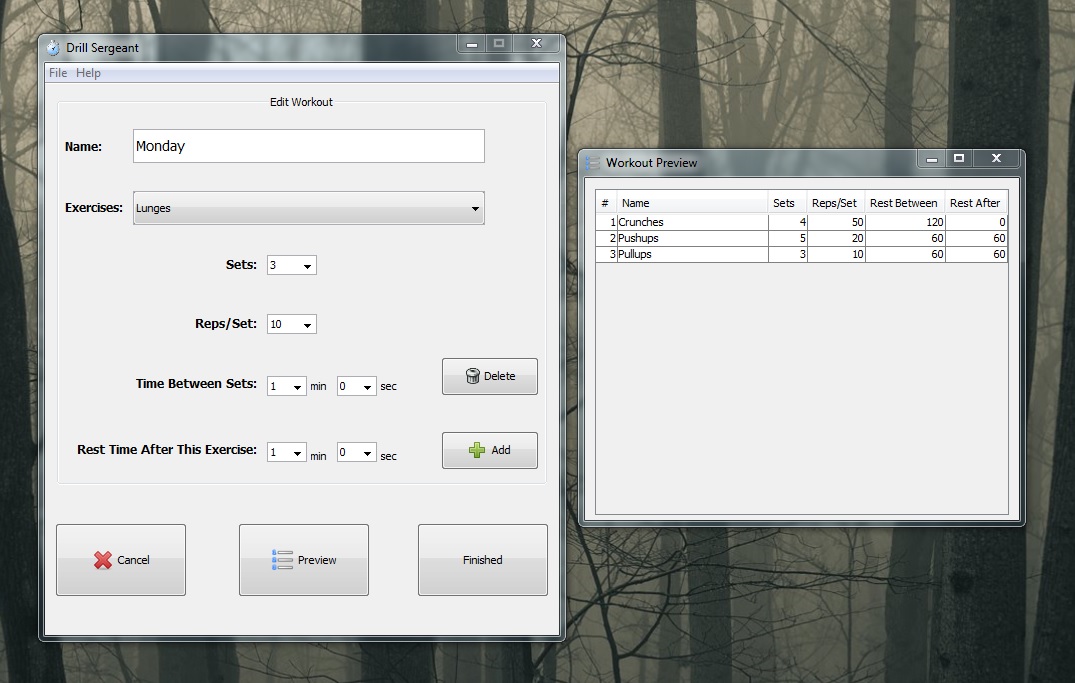 Drill Sergeant
File Help
Edit Workout
Name: Monday
Exercises: Lunges
Sets: 3
Reps/Set: 10
Time Between Sets: 1 min 0 sec
Delete
Rest Time After This Exercise: 1 min 0 sec
Add
Cancel Preview Finished
Workout Preview
# Name Sets Reps/Set Rest Between Rest After
1 Crunches 4 50 120 0
2 Pushups 5 20 60 60
3 Pullups 3 10 60 60